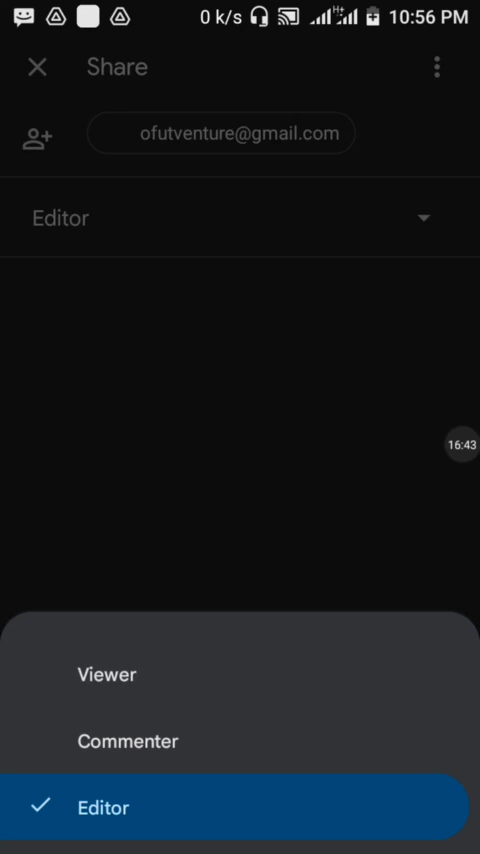 0 k/s H+ 10:56 PM
Share
ofutventure@gmail.com
Editor
16:43
Viewer
Commenter
Editor